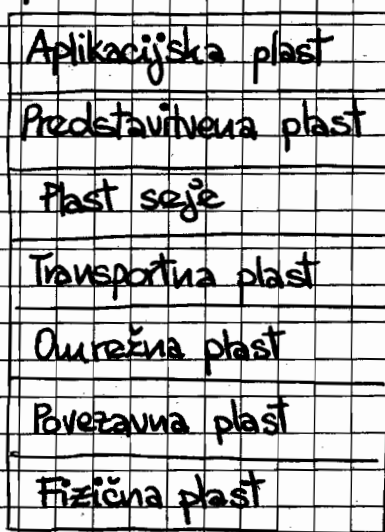 Aplikacijska plast
Predstavitvena plast
Plast seje
Transportna plast
Omrežna plast
Povezavna plast
Fizična plast